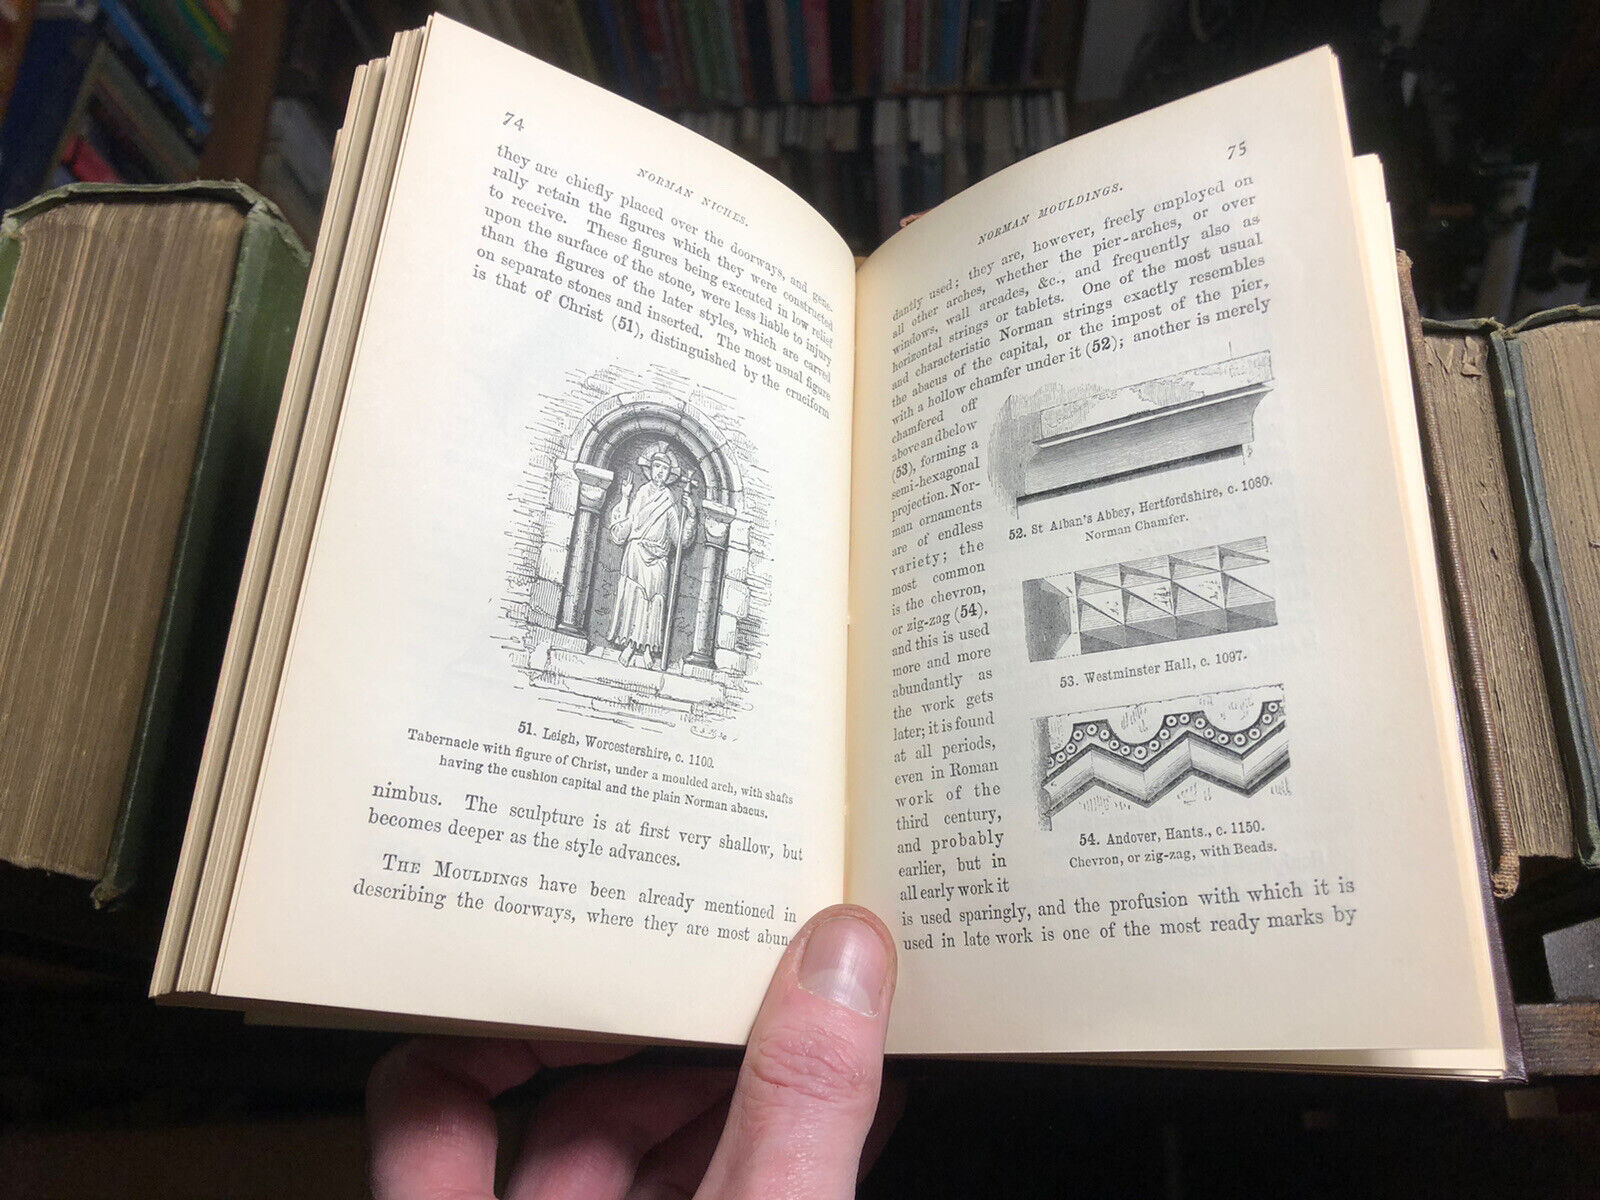 74
NORMAN NICHES.
they are chiefly placed over the doorways, and gene-
rally retain the figures which they were constructed
to receive. These figures being executed in low relief
upon the surface of the stone, were less liable to injury
than the figures of the later styles, which are carved
on separate stones and inserted. The most usual figure
is that of Christ (51), distinguished by the cruciform
51. Leigh, Worcestershire, c. 1100.
Tabernacle with figure of Christ, under a moulded arch, with shafts
having the cushion capital and the plain Norman abacus.
nimbus. The sculpture is at first very shallow, but
becomes deeper as the style advances.
THE MOULDINGS have been already mentioned in
describing the doorways, where they are most abun-
75
NORMAN MOULDINGS.
dantly used; they are, however, freely employed on
all other arches, whether the pier-arches, or over
windows, wall arcades, &c., and frequently also as
horizontal strings or tablets. One of the most usual
and characteristic Norman strings exactly resembles
the abacus of the capital, or the impost of the pier,
with a hollow chamfer under it (52); another is merely
chamfered off
above and below
(53), forming a
semi-hexagonal
projection. Nor-
man ornaments
are of endless
variety; the
most common
is the chevron,
or zig-zag (54),
and this is used
more and more
abundantly as
the work gets
later; it is found
at all periods,
even in Roman
work of the
third century,
and probably
earlier, but in
all early work it
is used sparingly, and the profusion with which it is
used in late work is one of the most ready marks by
52. St Alban's Abbey, Hertfordshire, c. 1080.
Norman Chamfer.
53. Westminster Hall, c. 1097.
54. Andover, Hants., c. 1150.
Chevron, or zig-zag, with Beads.